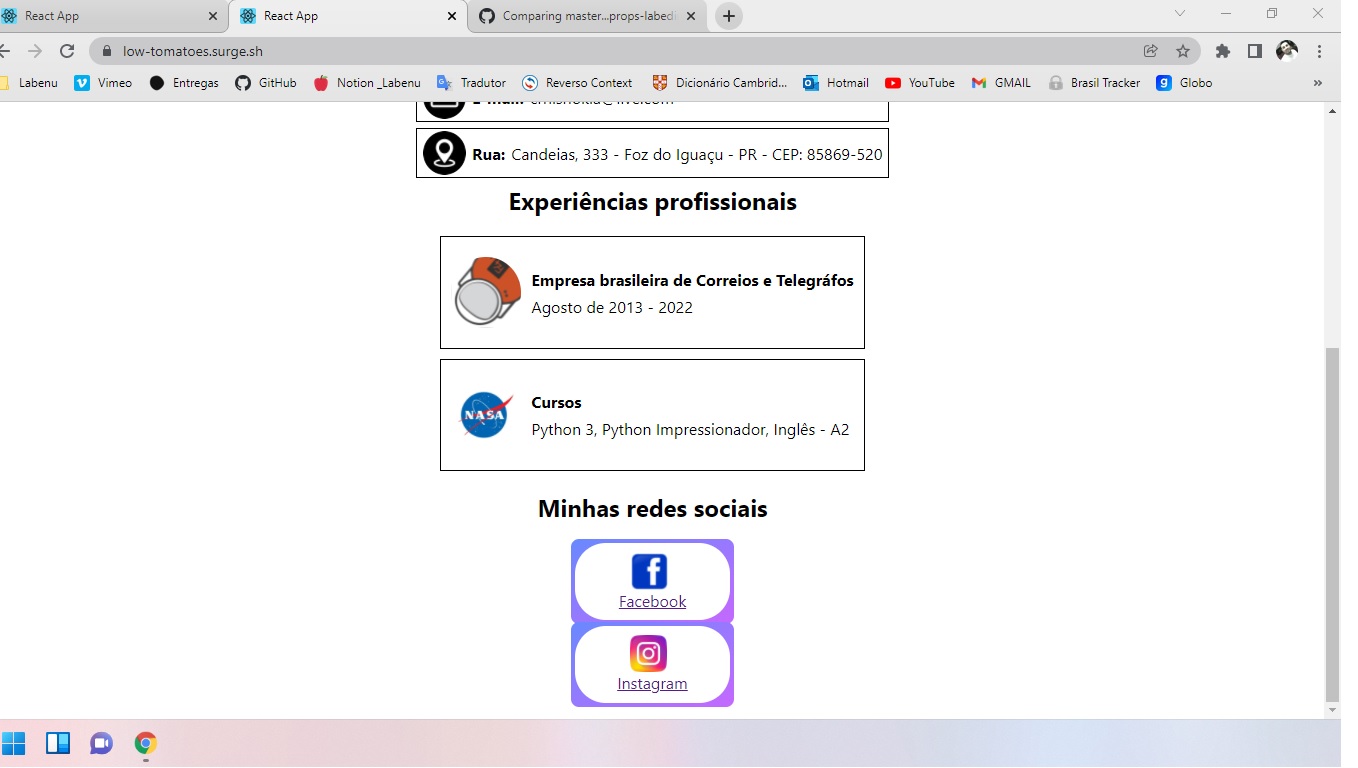 React App
React App
Comparing master...props-labedi
low-tomatoes.surge.sh
Labenu Vimeo Entregas GitHub Notion _Labenu Tradutor Reverso Context Dicionário Cambrid... Hotmail YouTube GMAIL Brasil Tracker Globo »
Rua: Candeias, 333 - Foz do Iguaçu - PR - CEP: 85869-520
Experiências profissionais
Empresa brasileira de Correios e Telegráfos
Agosto de 2013 - 2022
NASA
Cursos
Python 3, Python Impressionador, Inglês - A2
Minhas redes sociais
Facebook
Instagram